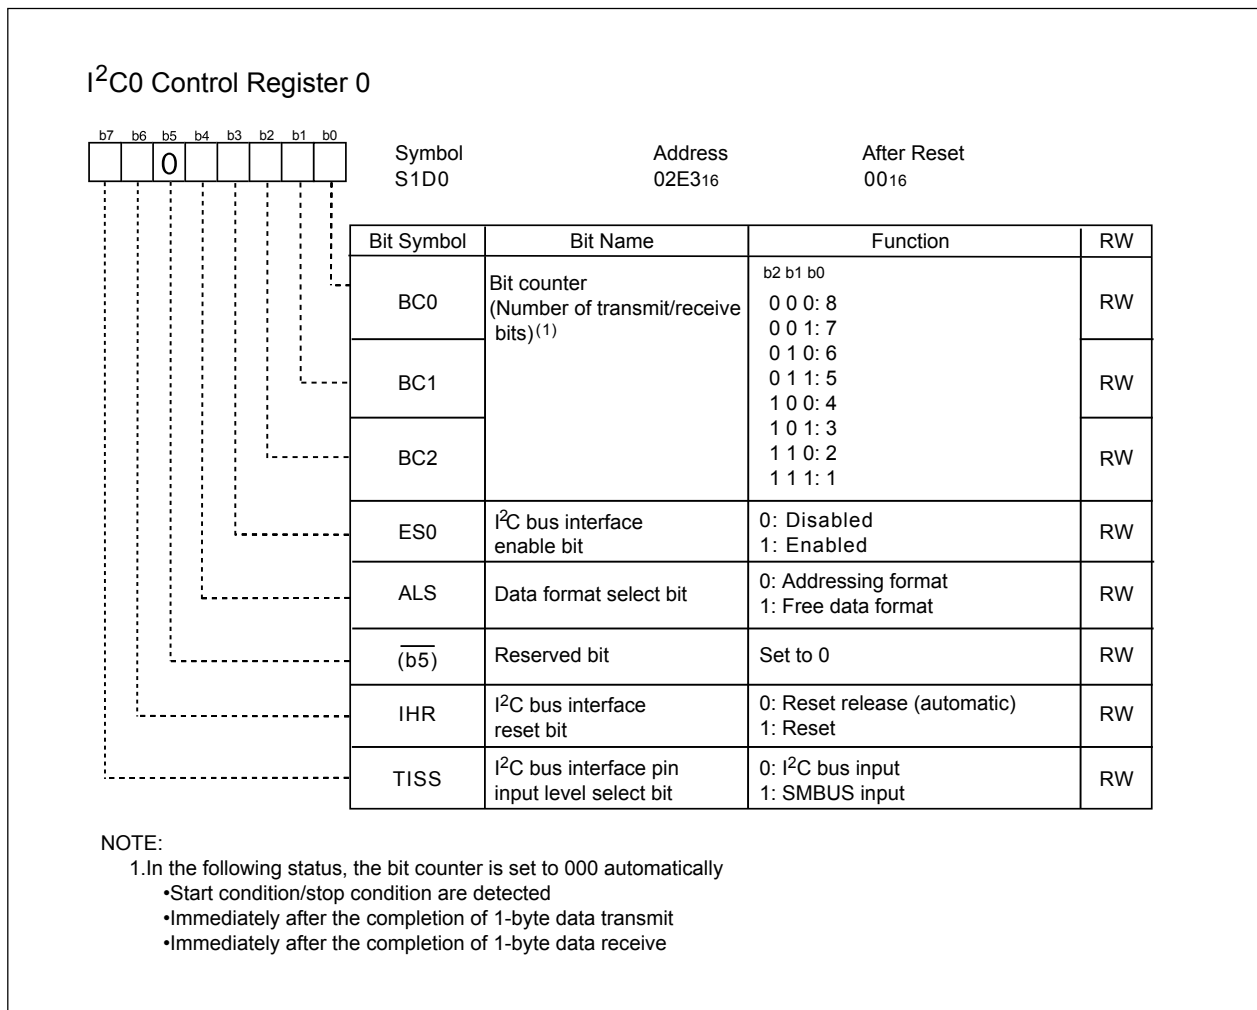 I²C0 Control Register 0
b7 b6 b5 b4 b3 b2 b1 b0
0
Symbol Address After Reset
S1D0 02E316 0016
Bit Symbol Bit Name Function RW
BC0 Bit counter (Number of transmit/receive bits)(1) RW
b2 b1 b0
0 0 0: 8
0 0 1: 7
0 1 0: 6
0 1 1: 5
1 0 0: 4
1 0 1: 3
1 1 0: 2
1 1 1: 1
BC1 RW
BC2 RW
ES0 I²C bus interface enable bit 0: Disabled RW
1: Enabled
ALS Data format select bit 0: Addressing format RW
1: Free data format
(b5) Reserved bit Set to 0 RW
IHR I²C bus interface reset bit 0: Reset release (automatic) RW
1: Reset
TISS I²C bus interface pin input level select bit 0: I²C bus input RW
1: SMBUS input
NOTE:
1.In the following status, the bit counter is set to 000 automatically
•Start condition/stop condition are detected
•Immediately after the completion of 1-byte data transmit
•Immediately after the completion of 1-byte data receive